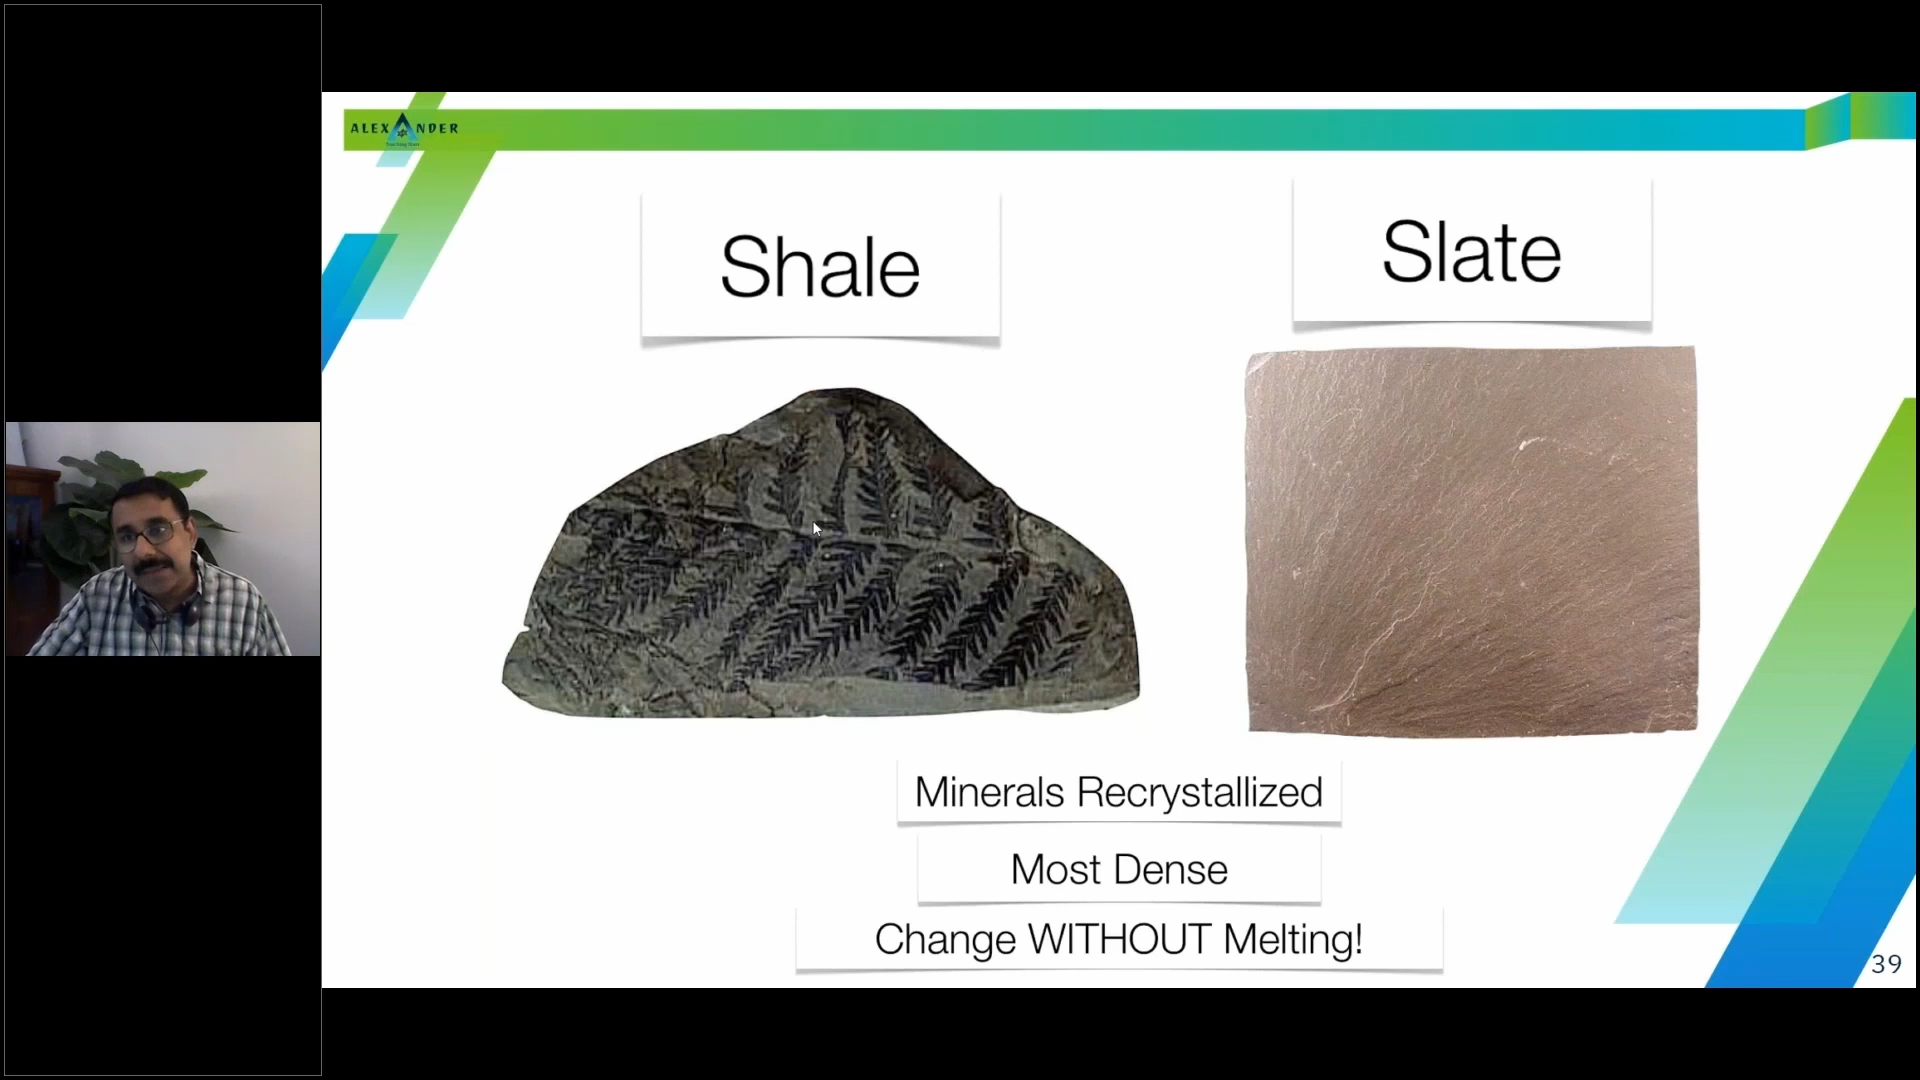 ALEXANDER
Shale
Slate
Minerals Recrystallized
Most Dense
Change WITHOUT Melting!
39